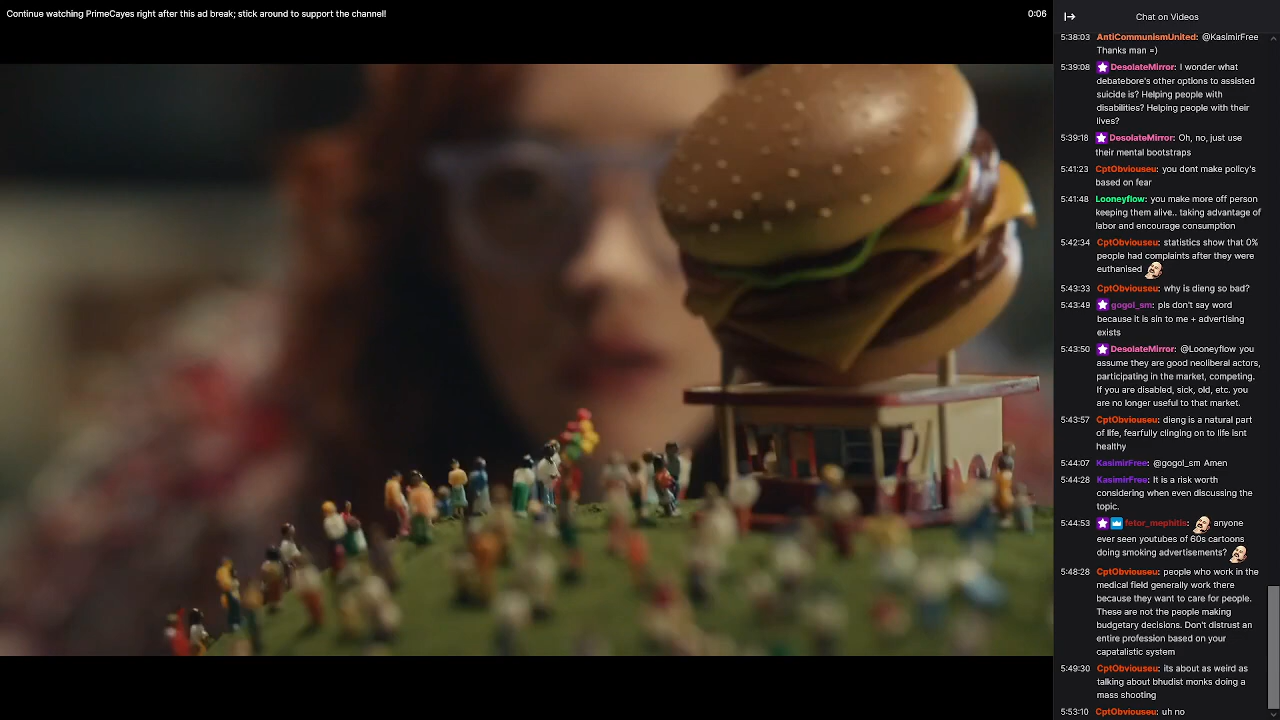 Continue watching PrimeCayes right after this ad break; stick around to support the channel!
0:06
Chat on Videos
5:38:03 AntiCommunismUnited: @KasimirFree
Thanks man =)
5:39:08 DesolateMirror: I wonder what
debatebore's other options to assisted
suicide is? Helping people with
disabilities? Helping people with their
lives?
5:39:18 DesolateMirror: Oh, no, just use
their mental bootstraps
5:41:23 CptObviouseu: you dont make policy's
based on fear
5:41:48 Looneyflow: you make more off person
keeping them alive.. taking advantage of
labor and encourage consumption
5:42:34 CptObviouseu: statistics show that 0%
people had complaints after they were
euthanised
5:43:33 CptObviouseu: why is dieng so bad?
5:43:49 gogol_sm: pls don't say word
because it is sin to me + advertising
exists
5:43:50 DesolateMirror: @Looneyflow you
assume they are good neoliberal actors,
participating in the market, competing.
If you are disabled, sick, old, etc. you
are no longer useful to that market.
5:43:57 CptObviouseu: dieng is a natural part
of life, fearfully clinging on to life isnt
healthy
5:44:07 KasimirFree: @gogol_sm Amen
5:44:28 KasimirFree: It is a risk worth
considering when even discussing the
topic.
5:44:53 fetor_mephitis: anyone
ever seen youtubes of 60s cartoons
doing smoking advertisements?
5:48:28 CptObviouseu: people who work in the
medical field generally work there
because they want to care for people.
These are not the people making
budgetary decisions. Don't distrust an
entire profession based on your
capatalistic system
5:49:30 CptObviouseu: its about as weird as
talking about bhudist monks doing a
mass shooting
5:53:10 CptObviouseu: uh no